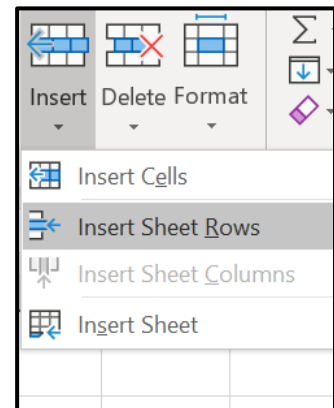 Insert Delete Format
Insert Cells
Insert Sheet Rows
Insert Sheet Columns
Insert Sheet